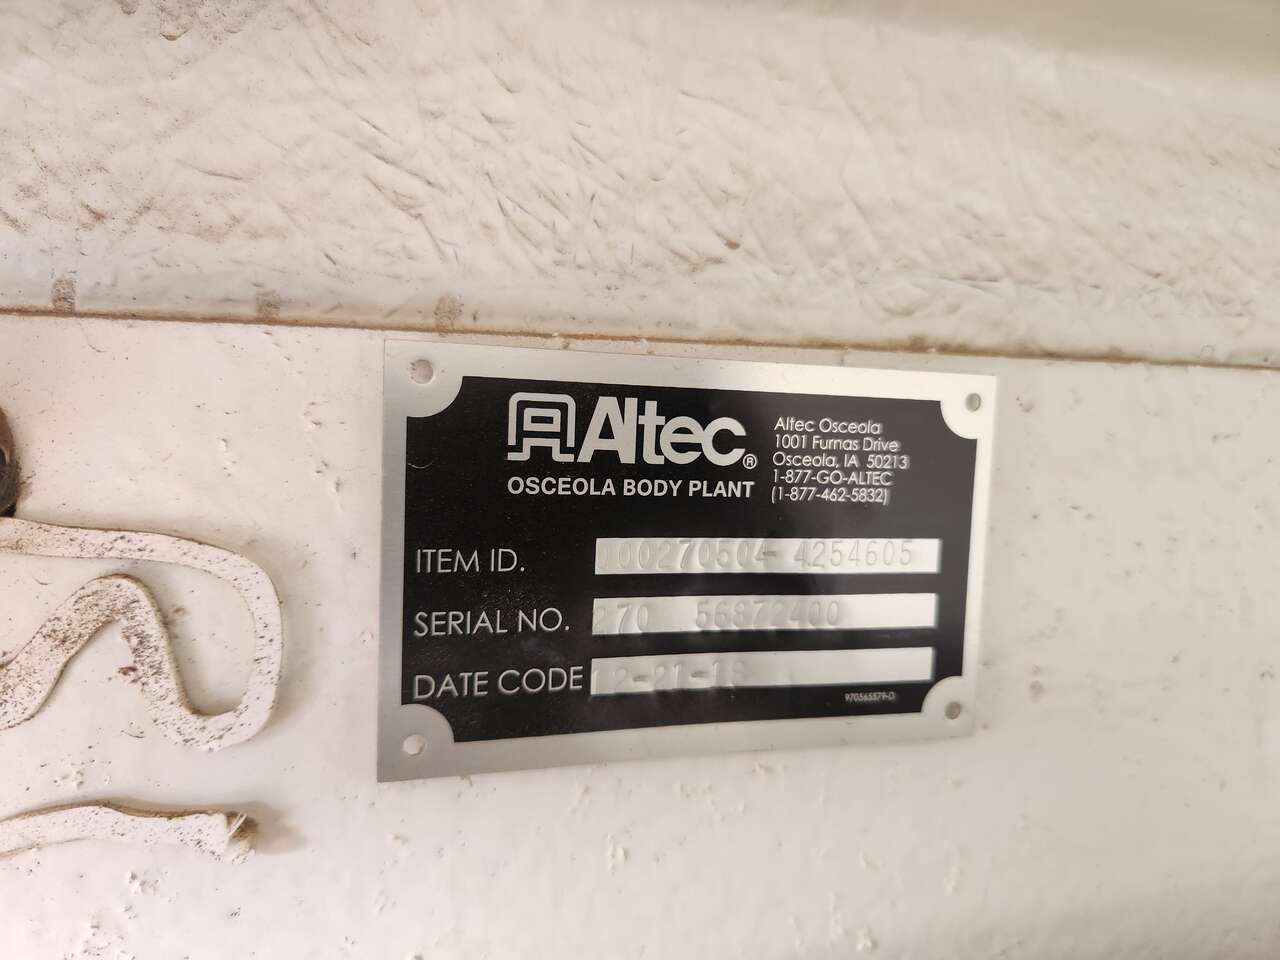 Altec®
OSCEOLA BODY PLANT
Altec Osceola
1001 Furnas Drive
Osceola, IA 50213
1-877-GO-ALTEC
(1-877-462-5832)
ITEM ID. 000270504-4254605
SERIAL NO. 270 56872400
DATE CODE 12-21-18
970365579-D